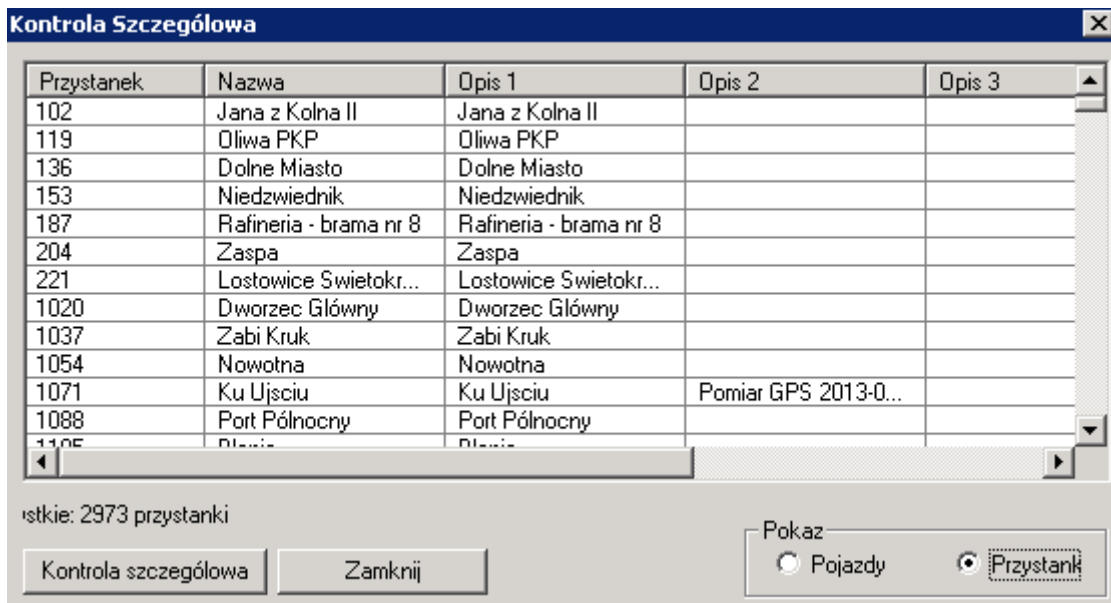 Kontrola Szczególowa
Przystanek Nazwa Opis 1 Opis 2 Opis 3
102 Jana z Kolna II Jana z Kolna II
119 Oliwa PKP Oliwa PKP
136 Dolne Miasto Dolne Miasto
153 Niedzwiednik Niedzwiednik
187 Rafineria - brama nr 8 Rafineria - brama nr 8
204 Zaspa Zaspa
221 Lostowice Swietokr... Lostowice Swietokr...
1020 Dworzec Glówny Dworzec Glówny
1037 Zabi Kruk Zabi Kruk
1054 Nowotna Nowotna
1071 Ku Ujsciu Ku Ujsciu Pomiar GPS 2013-0...
1088 Port Pólnocny Port Pólnocny
stkie: 2973 przystanki
Pokaz
Kontrola szczególowa Zamknij Pojazdy Przystank